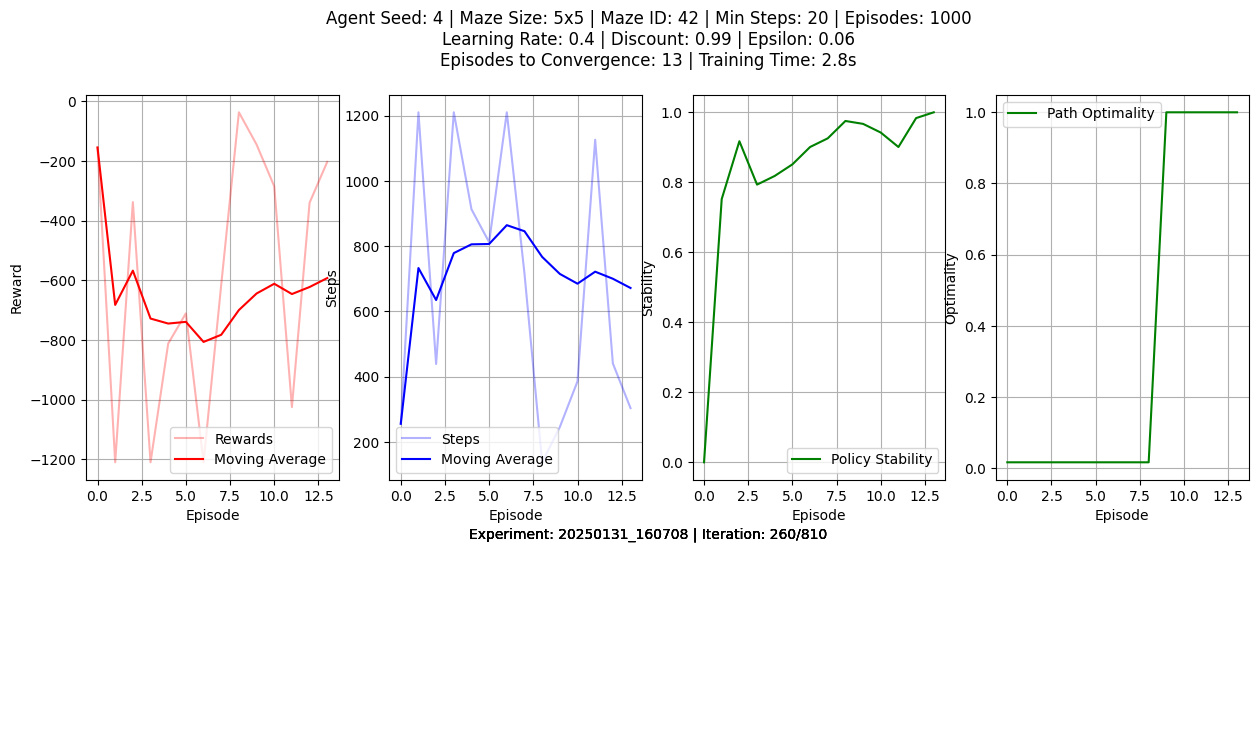 Agent Seed: 4 | Maze Size: 5x5 | Maze ID: 42 | Min Steps: 20 | Episodes: 1000
Learning Rate: 0.4 | Discount: 0.99 | Epsilon: 0.06
Episodes to Convergence: 13 | Training Time: 2.8s
Reward
0
−200
−400
−600
−800
−1000
−1200
Rewards
Moving Average
0.0 2.5 5.0 7.5 10.0 12.5
Episode
Steps
1200
1000
800
600
400
200
Steps
Moving Average
0.0 2.5 5.0 7.5 10.0 12.5
Episode
Stability
1.0
0.8
0.6
0.4
0.2
0.0
Policy Stability
0.0 2.5 5.0 7.5 10.0 12.5
Episode
Optimality
1.0
0.8
0.6
0.4
0.2
0.0
Path Optimality
0.0 2.5 5.0 7.5 10.0 12.5
Episode
Experiment: 20250131_160708 | Iteration: 260/810